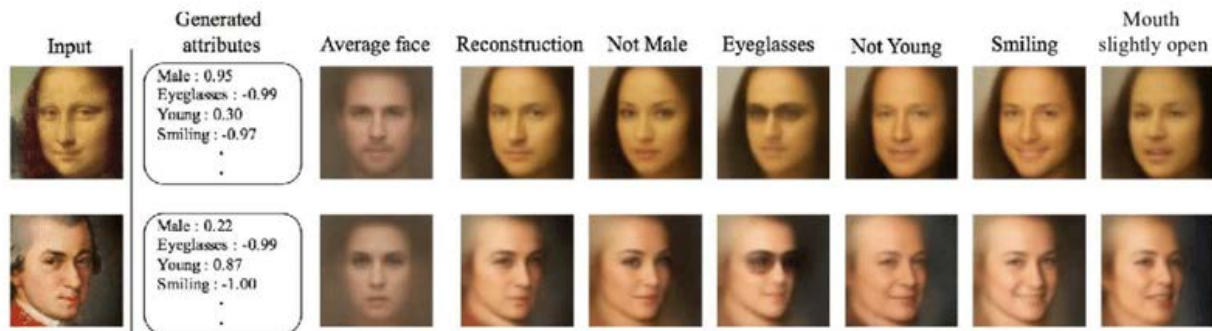 Input
Generated
attributes
Average face
Reconstruction
Not Male
Eyeglasses
Not Young
Smiling
Mouth
slightly open
Male : 0.95
Eyeglasses : -0.99
Young : 0.30
Smiling : -0.97
.
.
Male : 0.22
Eyeglasses : -0.99
Young : 0.87
Smiling : -1.00
.
.